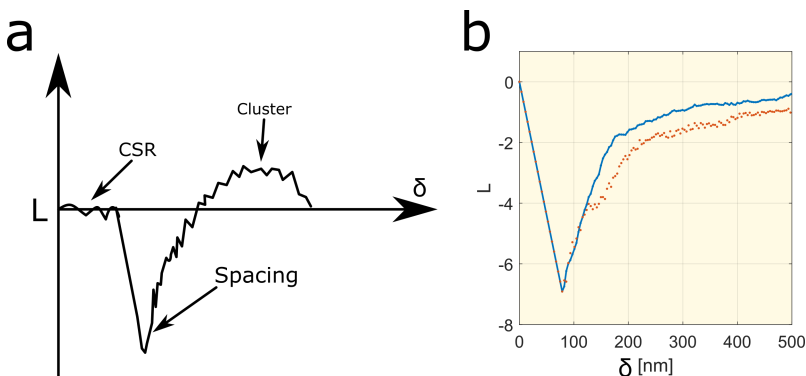 a
CSR
Cluster
δ
L
Spacing
b
0
-2
-4
-6
-8
L
0 100 200 300 400 500
δ [nm]